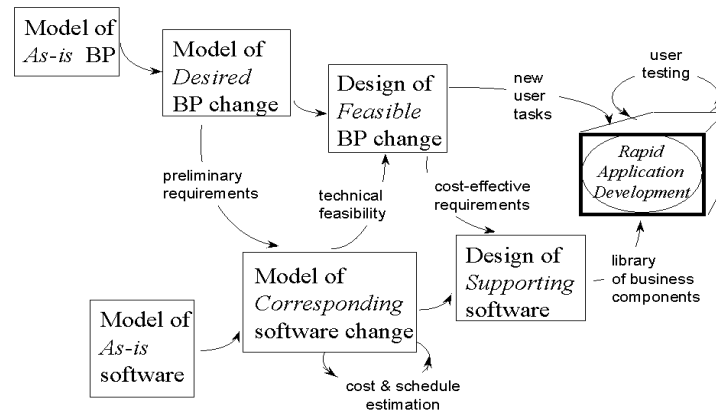 Model of
As-is BP
Model of
Desired
BP change
Design of
Feasible
BP change
new
user
tasks
user
testing
Rapid
Application
Development
preliminary
requirements
technical
feasibility
cost-effective
requirements
Model of
As-is
software
Model of
Corresponding
software change
Design of
Supporting
software
library
of business
components
cost & schedule
estimation